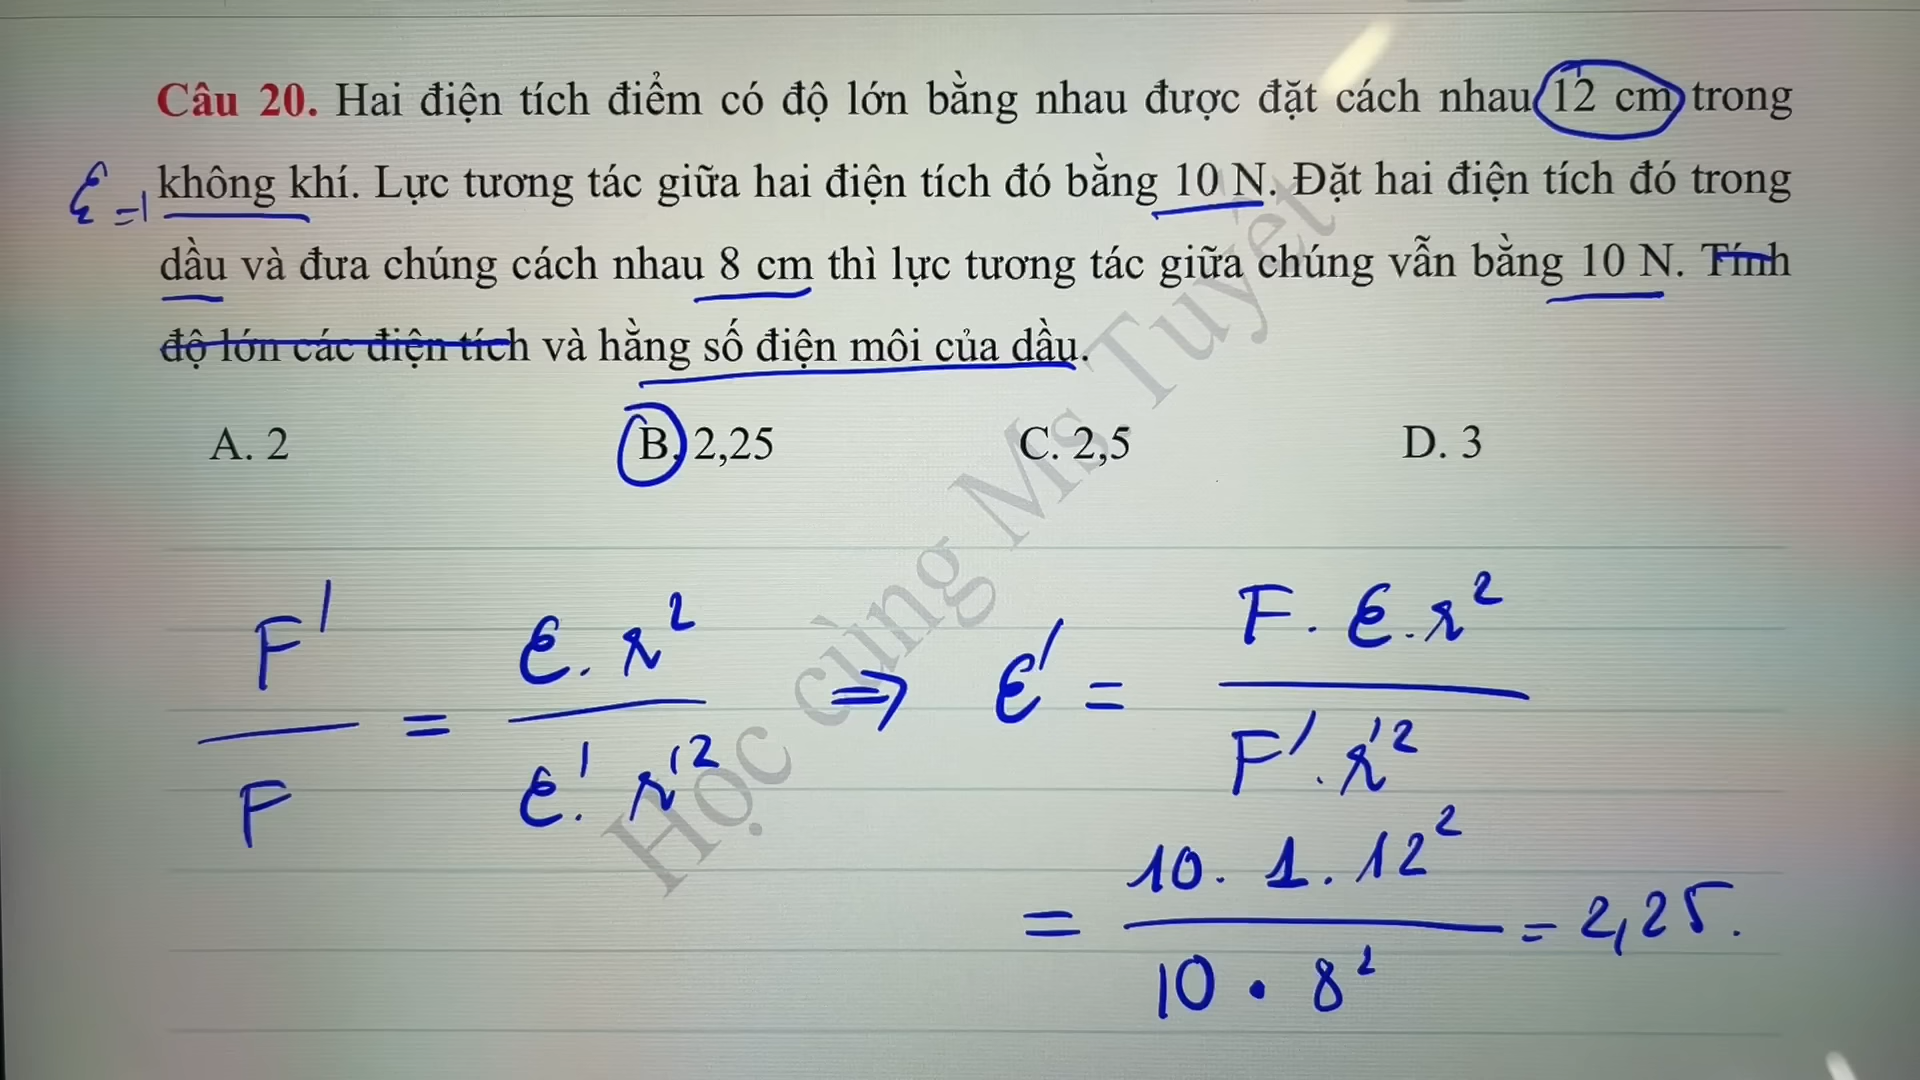 Câu 20. Hai điện tích điểm có độ lớn bằng nhau được đặt cách nhau 12 cm trong
ε=1 không khí. Lực tương tác giữa hai điện tích đó bằng 10 N. Đặt hai điện tích đó trong
dầu và đưa chúng cách nhau 8 cm thì lực tương tác giữa chúng vẫn bằng 10 N. Tính
độ lớn các điện tích và hằng số điện môi của dầu.
A. 2 B. 2,25 C. 2,5 D. 3
F'/F = ε.r²/ε'.r'² ⇒ ε' = F.ε.r²/F'.r'²
= 10.1.12²/10.8² = 2,25.
Học cùng Ms Tuyết